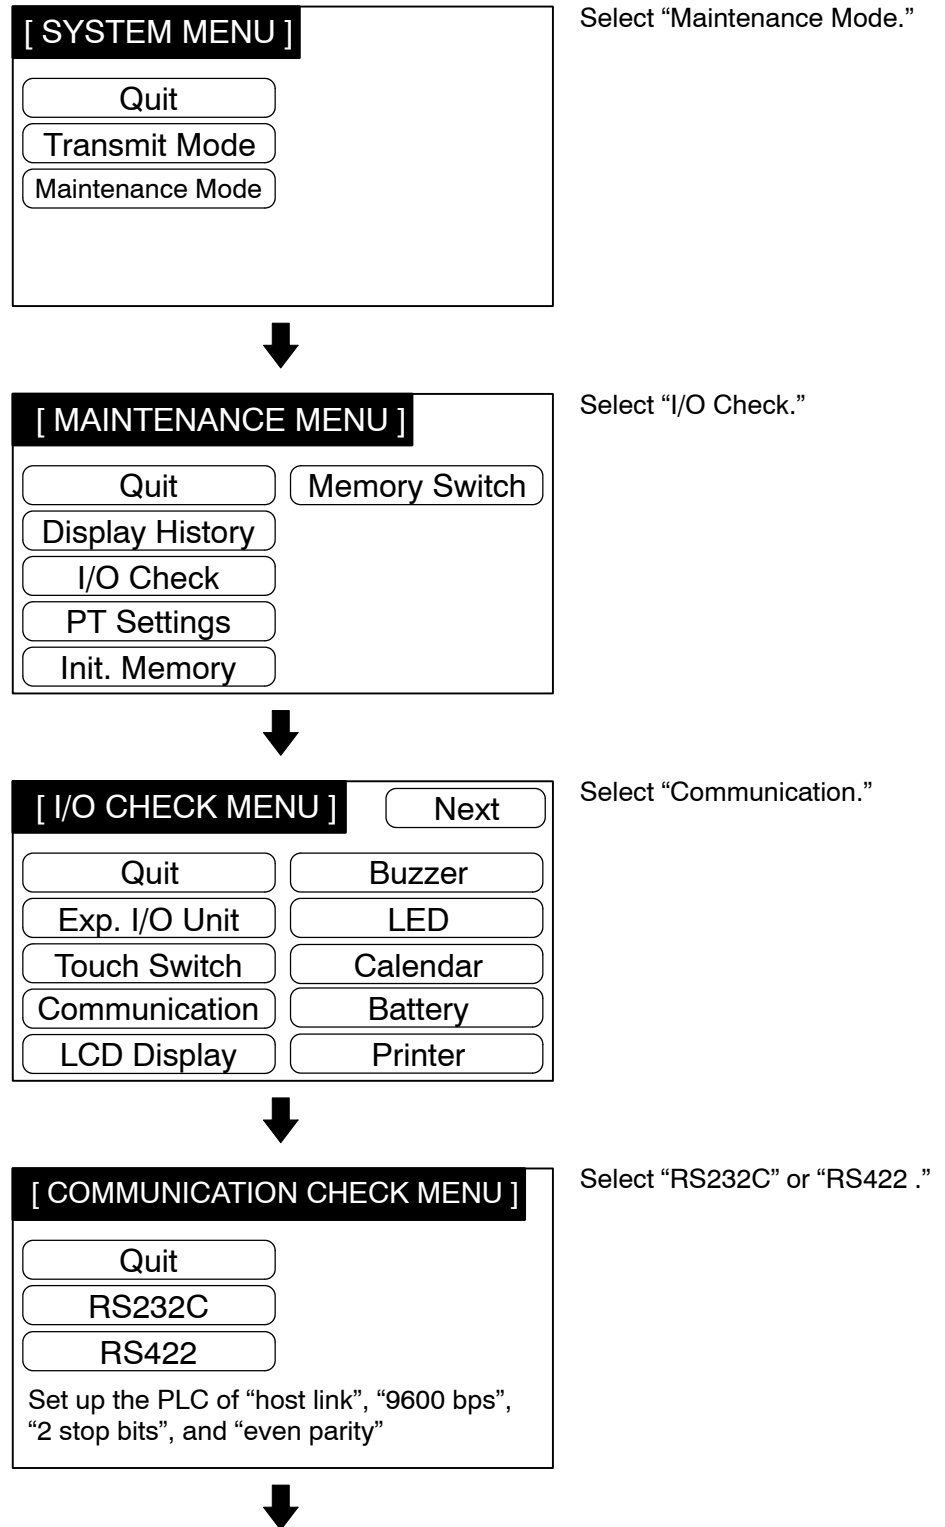 [ SYSTEM MENU ]
Select “Maintenance Mode.”
Quit
Transmit Mode
Maintenance Mode
[ MAINTENANCE MENU ]
Select “I/O Check.”
Quit
Memory Switch
Display History
I/O Check
PT Settings
Init. Memory
[ I/O CHECK MENU ]
Next
Select “Communication.”
Quit
Buzzer
Exp. I/O Unit
LED
Touch Switch
Calendar
Communication
Battery
LCD Display
Printer
[ COMMUNICATION CHECK MENU ]
Select “RS232C” or “RS422 .”
Quit
RS232C
RS422
Set up the PLC of “host link”, “9600 bps”,
“2 stop bits”, and “even parity”